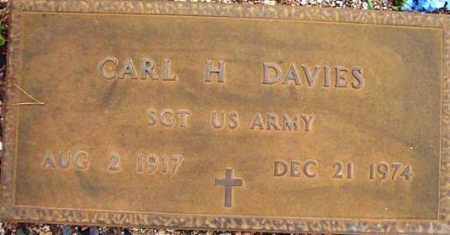 CARL H DAVIES
SGT US ARMY
AUG 2 1917 DEC 21 1974